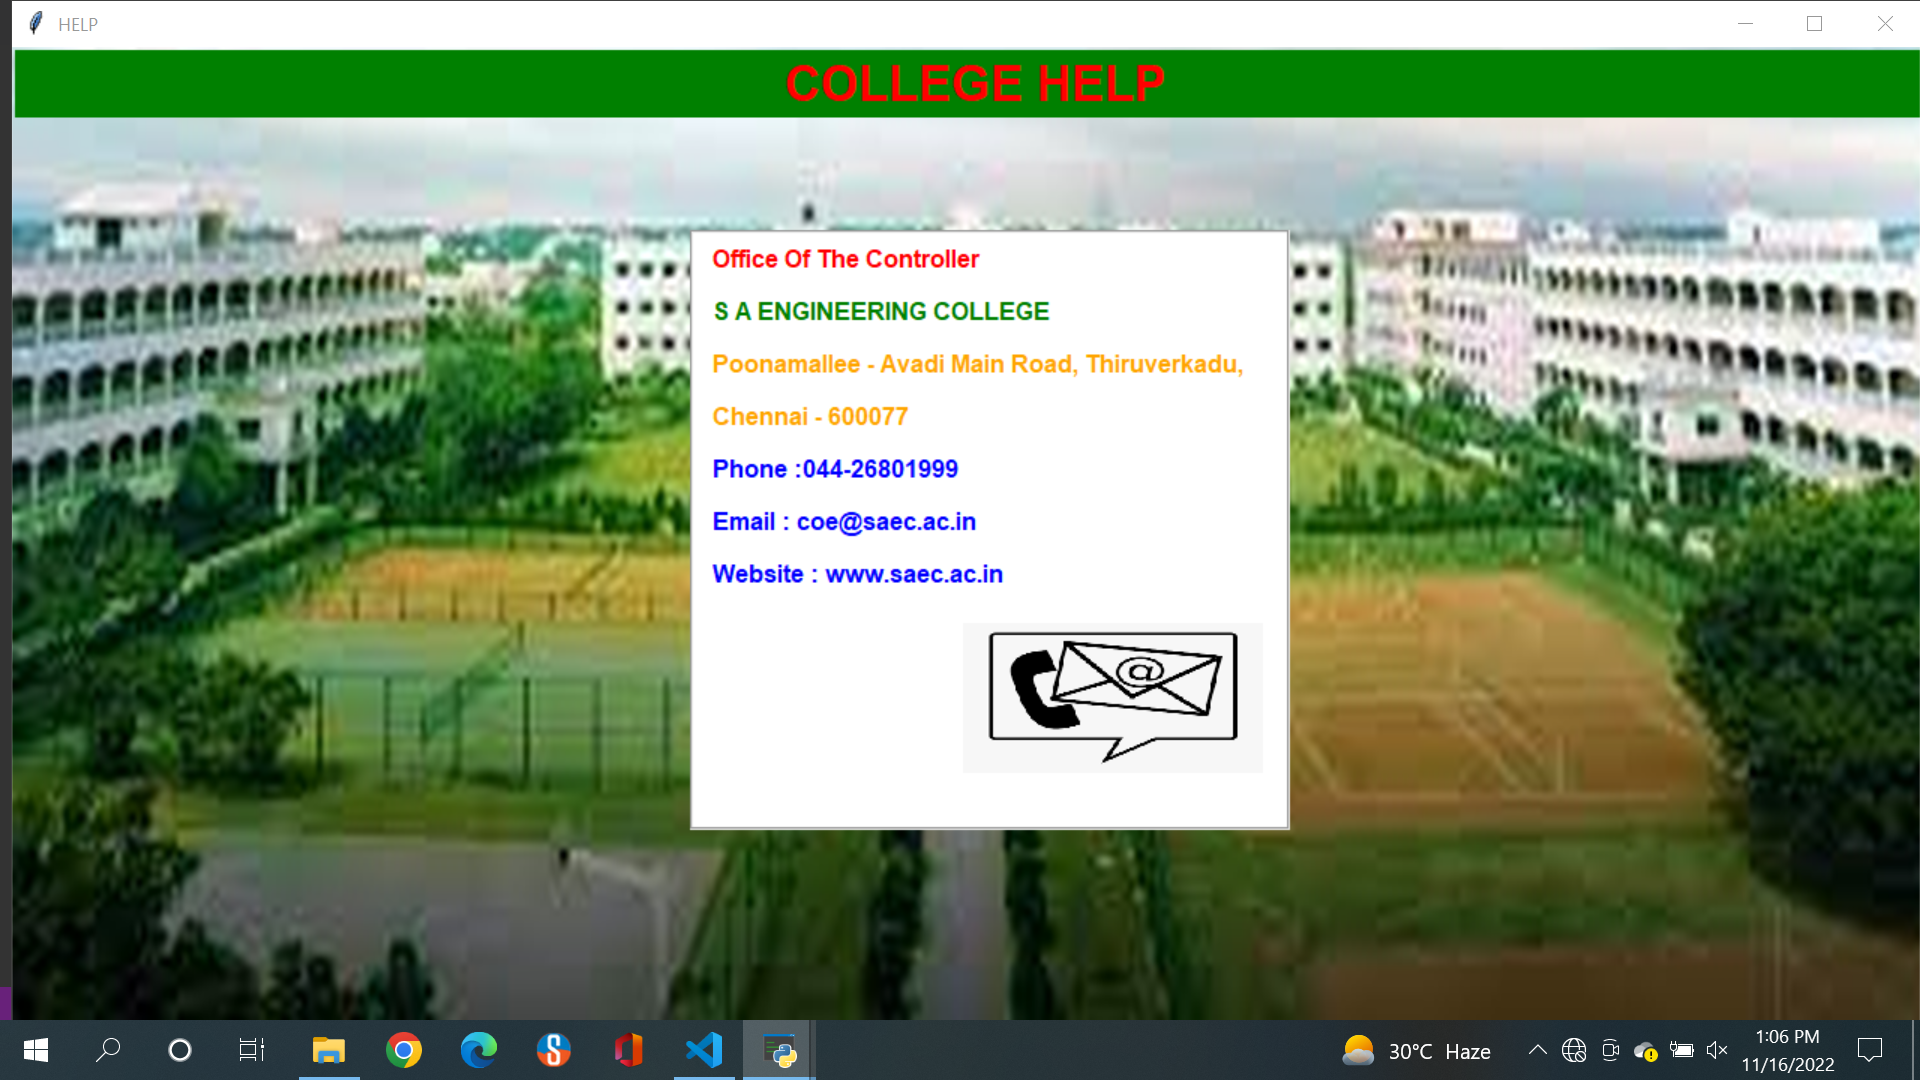 HELP
COLLEGE HELP
Office Of The Controller
S A ENGINEERING COLLEGE
Poonamallee - Avadi Main Road, Thiruverkadu,
Chennai - 600077
Phone :044-26801999
Email : coe@saec.ac.in
Website : www.saec.ac.in
@
30°C Haze
1:06 PM
11/16/2022